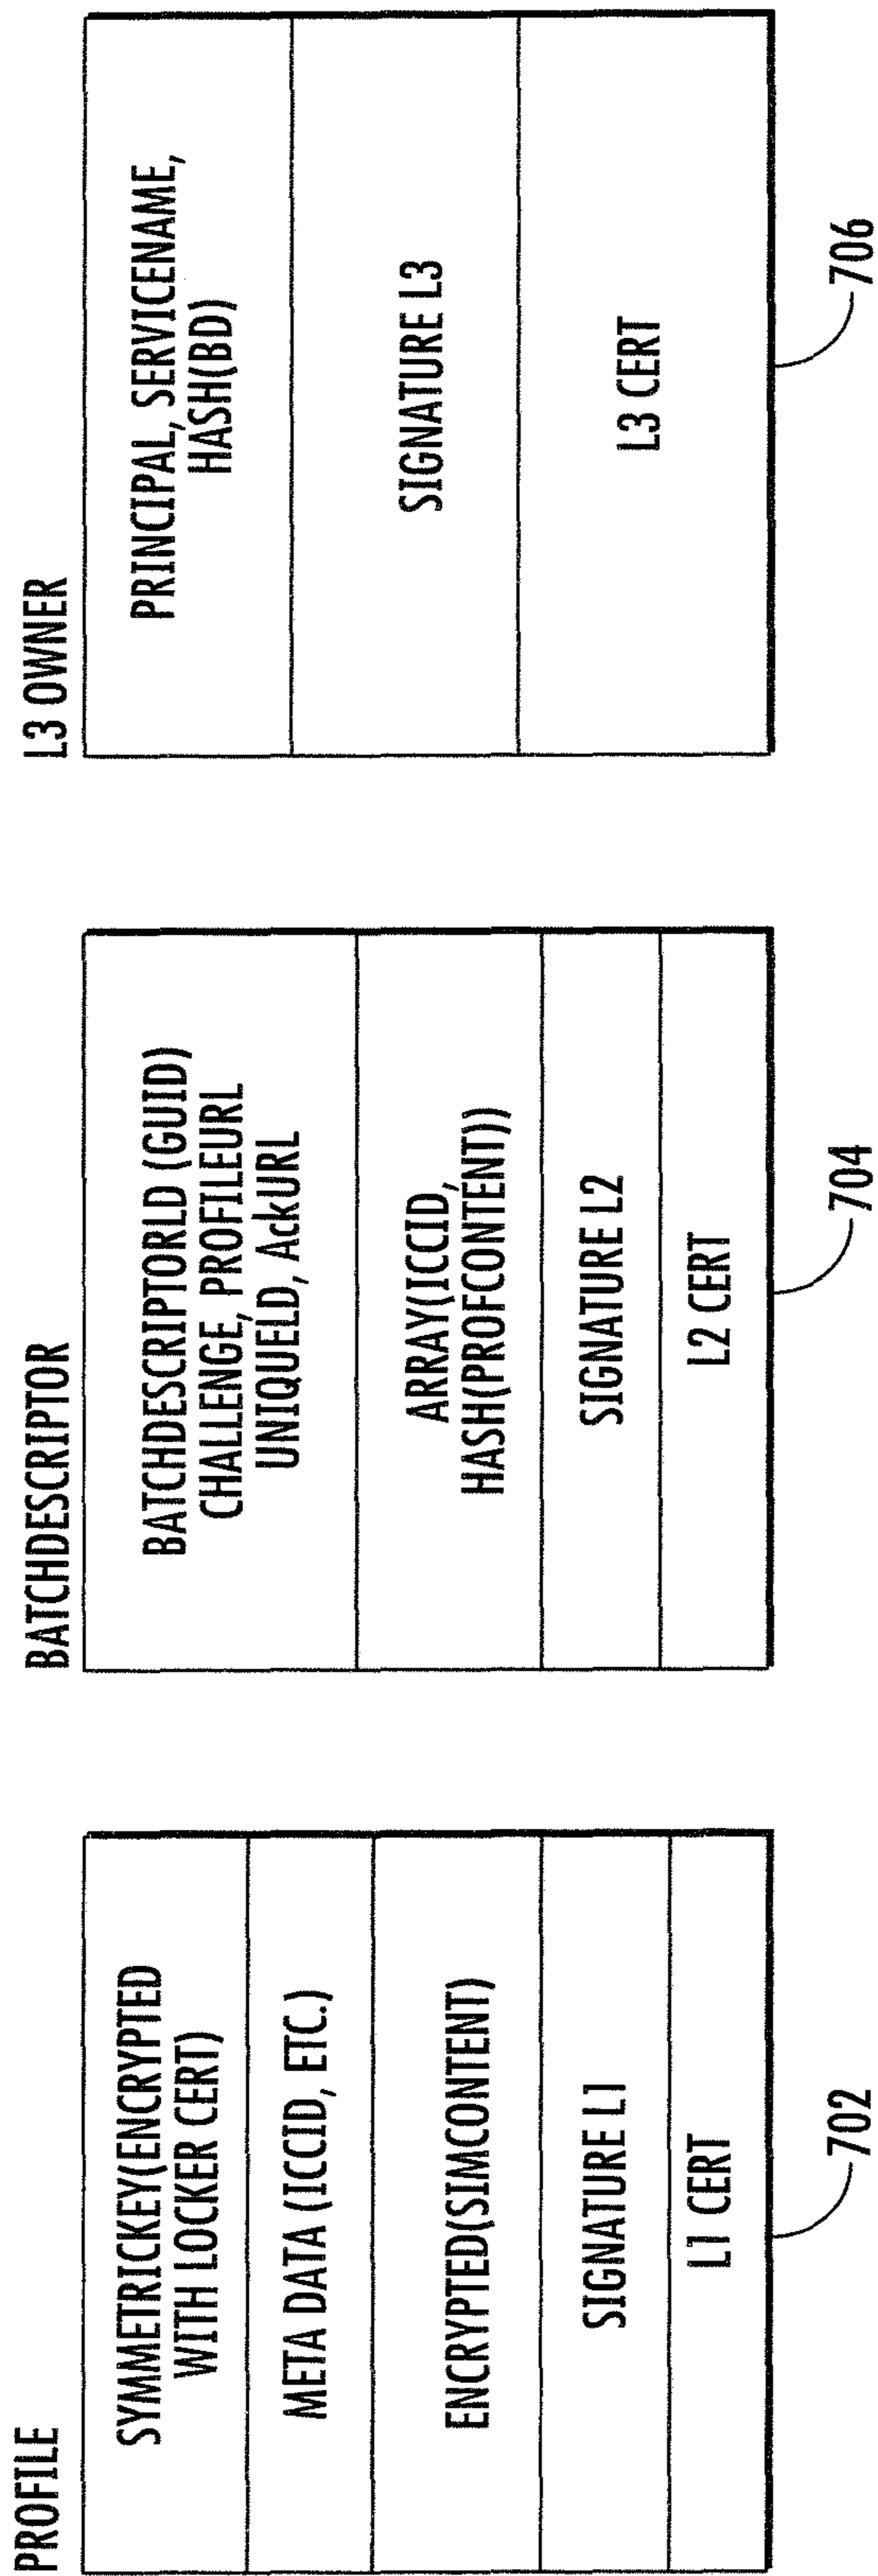 PROFILE
SYMMETRICKEY(ENCRYPTED
WITH LOCKER CERT)
META DATA (ICCID, ETC.)
ENCRYPTED(SIMCONTENT)
SIGNATURE L1
L1 CERT
702
BATCHDESCRIPTOR
BATCHDESCRIPTORLD (GUID)
CHALLENGE, PROFILEURL
UNIQUELD, AckURL
ARRAY(ICCID,
HASH(PROFCONTENT))
SIGNATURE L2
L2 CERT
704
L3 OWNER
PRINCIPAL, SERVICENAME,
HASH(BD)
SIGNATURE L3
L3 CERT
706